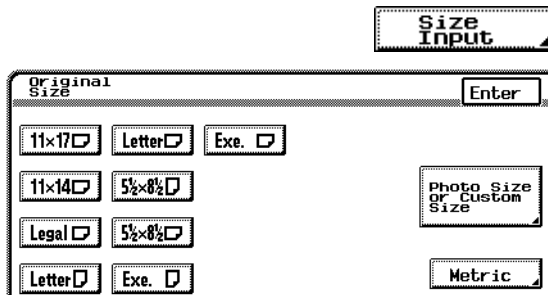 Size
Input
Original
Size
Enter
11×17
Letter
Exe.
11×14
5½×8½
Photo Size
or Custom
Size
Legal
5½×8½
Letter
Exe.
Metric